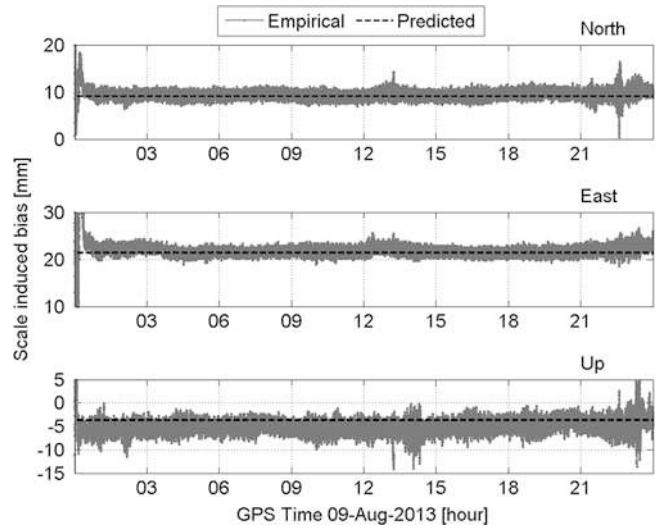 Empirical Predicted
North
20
10
0
03 06 09 12 15 18 21
East
30
20
10
03 06 09 12 15 18 21
Up
5
0
-5
-10
-15
03 06 09 12 15 18 21
Scale induced bias [mm]
GPS Time 09-Aug-2013 [hour]